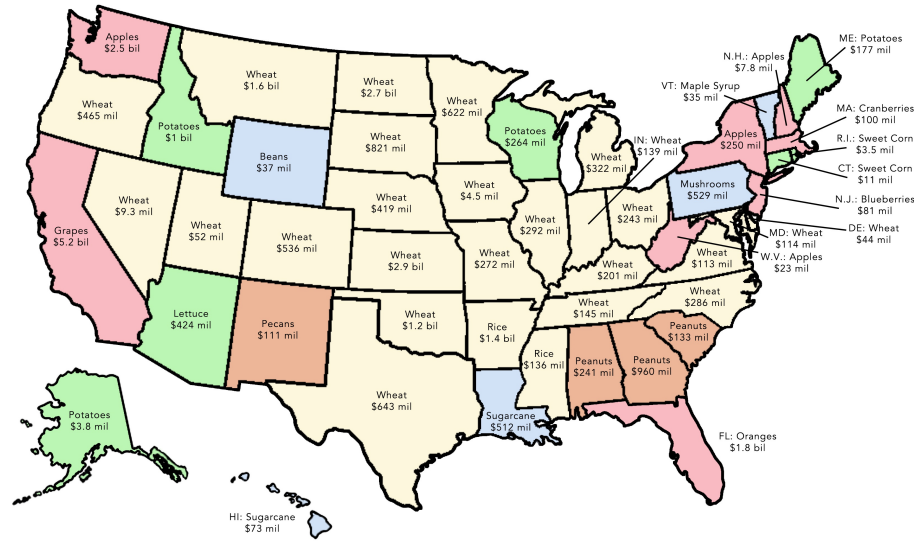 Apples
$2.5 bil
Wheat
$465 mil
Potatoes
$1 bil
Wheat
$1.6 bil
Beans
$37 mil
Wheat
$9.3 mil
Grapes
$5.2 bil
Wheat
$52 mil
Wheat
$536 mil
Lettuce
$424 mil
Pecans
$111 mil
Wheat
$2.7 bil
Wheat
$821 mil
Wheat
$419 mil
Wheat
$2.9 bil
Wheat
$1.2 bil
Wheat
$643 mil
Wheat
$622 mil
Wheat
$4.5 mil
Wheat
$272 mil
Rice
$1.4 bil
Sugarcane
$512 mil
Potatoes
$264 mil
Wheat
$292 mil
Wheat
$322 mil
IN: Wheat
$139 mil
Wheat
$243 mil
Wheat
$201 mil
Wheat
$145 mil
Rice
$136 mil
Peanuts
$241 mil
Peanuts
$960 mil
Peanuts
$133 mil
Wheat
$286 mil
Wheat
$113 mil
W.V.: Apples
$23 mil
MD: Wheat
$114 mil
DE: Wheat
$44 mil
N.J.: Blueberries
$81 mil
Mushrooms
$529 mil
Apples
$250 mil
CT: Sweet Corn
$11 mil
R.I.: Sweet Corn
$3.5 mil
MA: Cranberries
$100 mil
VT: Maple Syrup
$35 mil
N.H.: Apples
$7.8 mil
ME: Potatoes
$177 mil
FL: Oranges
$1.8 bil
Potatoes
$3.8 mil
HI: Sugarcane
$73 mil